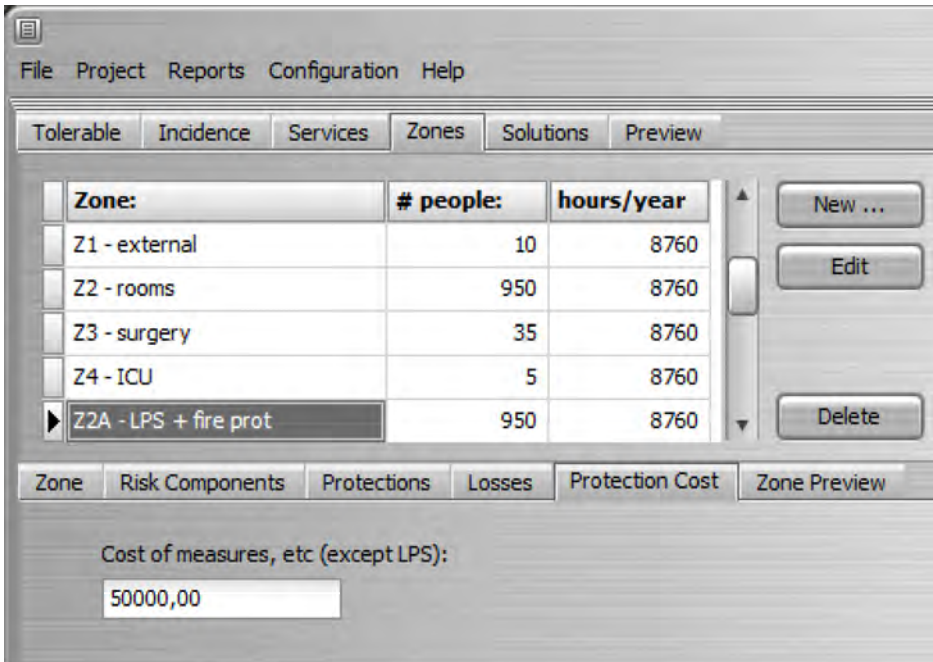 File Project Reports Configuration Help
Tolerable Incidence Services Zones Solutions Preview
Zone: # people: hours/year New ...
Z1 - external 10 8760
Edit
Z2 - rooms 950 8760
Z3 - surgery 35 8760
Z4 - ICU 5 8760
Z2A - LPS + fire prot 950 8760 Delete
Zone Risk Components Protections Losses Protection Cost Zone Preview
Cost of measures, etc (except LPS):
50000,00